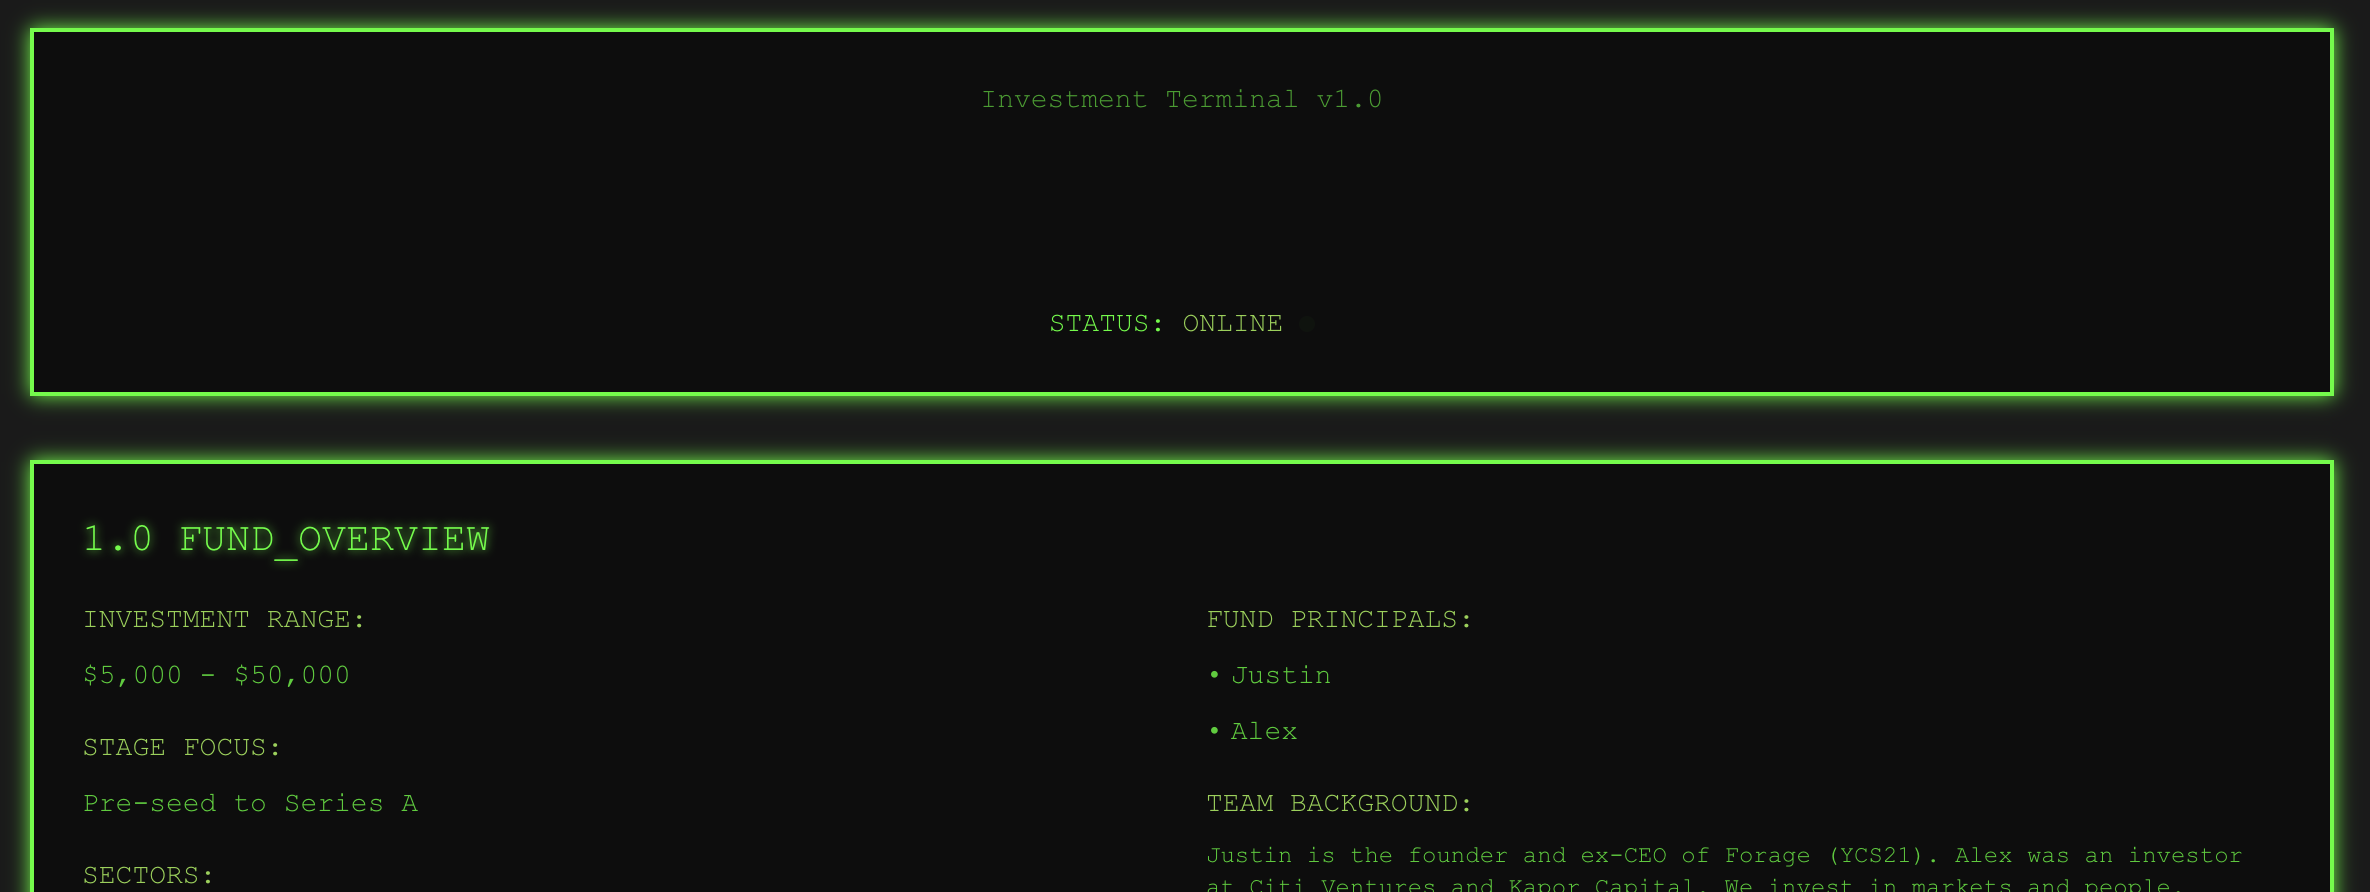 Investment Terminal v1.0
STATUS: ONLINE
1.0 FUND_OVERVIEW
INVESTMENT RANGE:
$5,000 - $50,000
STAGE FOCUS:
Pre-seed to Series A
SECTORS:
FUND PRINCIPALS:
• Justin
• Alex
TEAM BACKGROUND:
Justin is the founder and ex-CEO of Forage (YCS21). Alex was an investor
at Citi Ventures and Kapor Capital. We invest in markets and people.